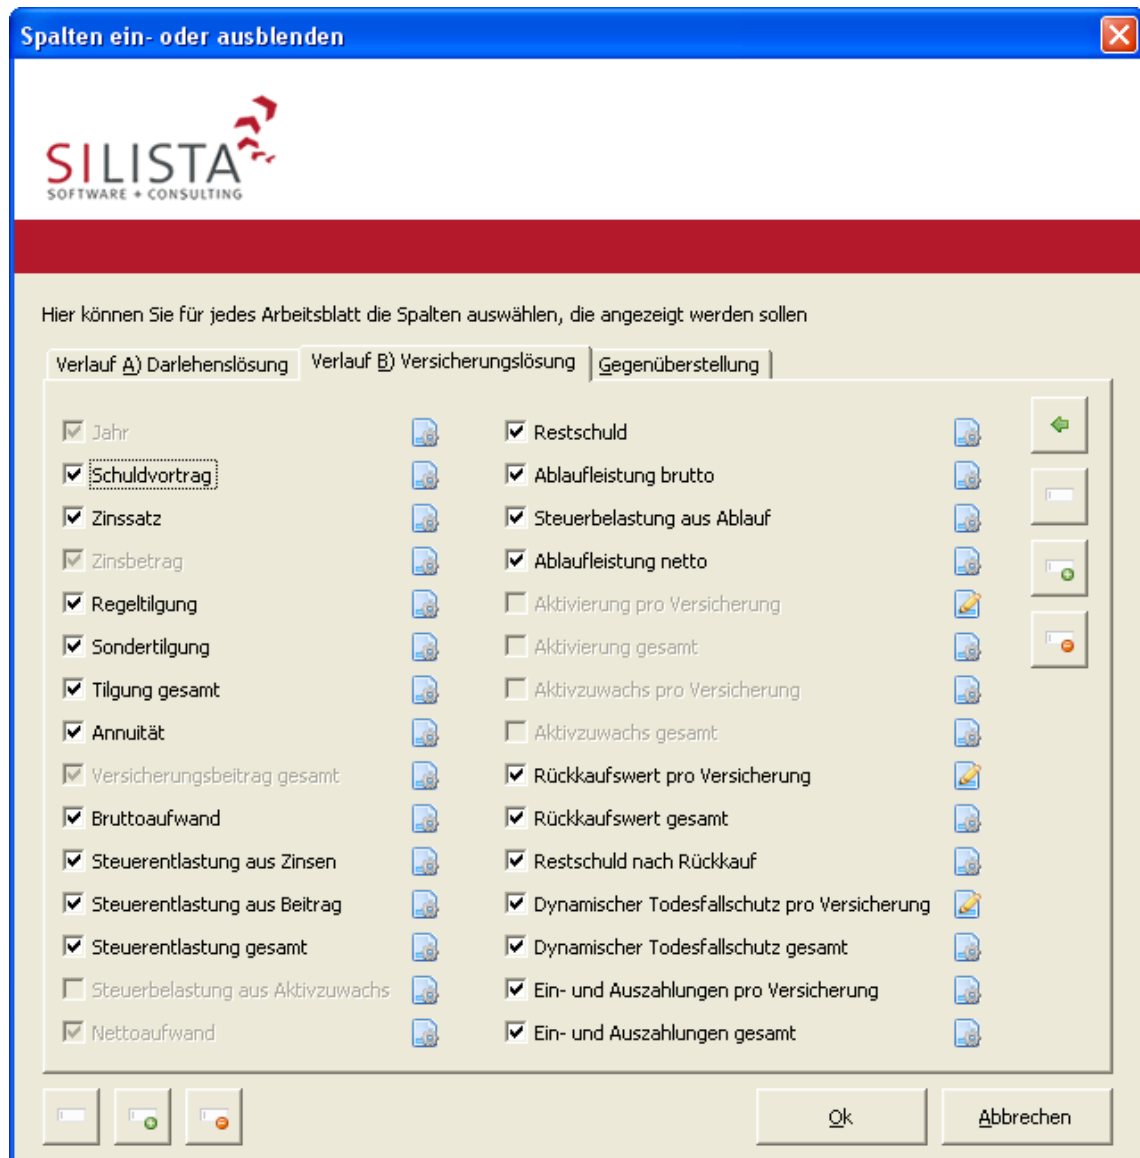 Spalten ein- oder ausblenden
SILISTA
SOFTWARE + CONSULTING
Hier können Sie für jedes Arbeitsblatt die Spalten auswählen, die angezeigt werden sollen
Verlauf A) Darlehenslösung
Verlauf B) Versicherungslösung
Gegenüberstellung
Jahr
Schuldvortrag
Zinssatz
Zinsbetrag
Regeltilgung
Sondertilgung
Tilgung gesamt
Annuität
Versicherungsbeitrag gesamt
Bruttoaufwand
Steuerentlastung aus Zinsen
Steuerentlastung aus Beitrag
Steuerentlastung gesamt
Steuerbelastung aus Aktivzuwachs
Nettoaufwand
Restschuld
Ablaufleistung brutto
Steuerbelastung aus Ablauf
Ablaufleistung netto
Aktivierung pro Versicherung
Aktivierung gesamt
Aktivzuwachs pro Versicherung
Aktivzuwachs gesamt
Rückkaufswert pro Versicherung
Rückkaufswert gesamt
Restschuld nach Rückkauf
Dynamischer Todesfallschutz pro Versicherung
Dynamischer Todesfallschutz gesamt
Ein- und Auszahlungen pro Versicherung
Ein- und Auszahlungen gesamt
Ok
Abbrechen